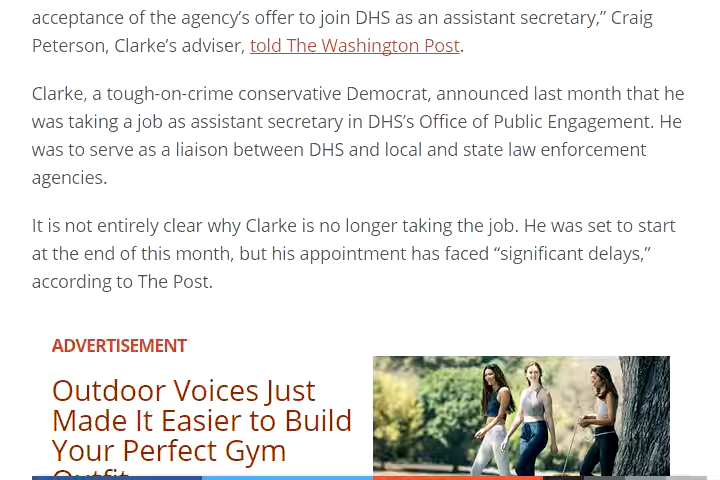 acceptance of the agency’s offer to join DHS as an assistant secretary,” Craig
Peterson, Clarke’s adviser, told The Washington Post.
Clarke, a tough-on-crime conservative Democrat, announced last month that he
was taking a job as assistant secretary in DHS’s Office of Public Engagement. He
was to serve as a liaison between DHS and local and state law enforcement
agencies.
It is not entirely clear why Clarke is no longer taking the job. He was set to start
at the end of this month, but his appointment has faced “significant delays,”
according to The Post.
ADVERTISEMENT
Outdoor Voices Just
Made It Easier to Build
Your Perfect Gym
Outfit